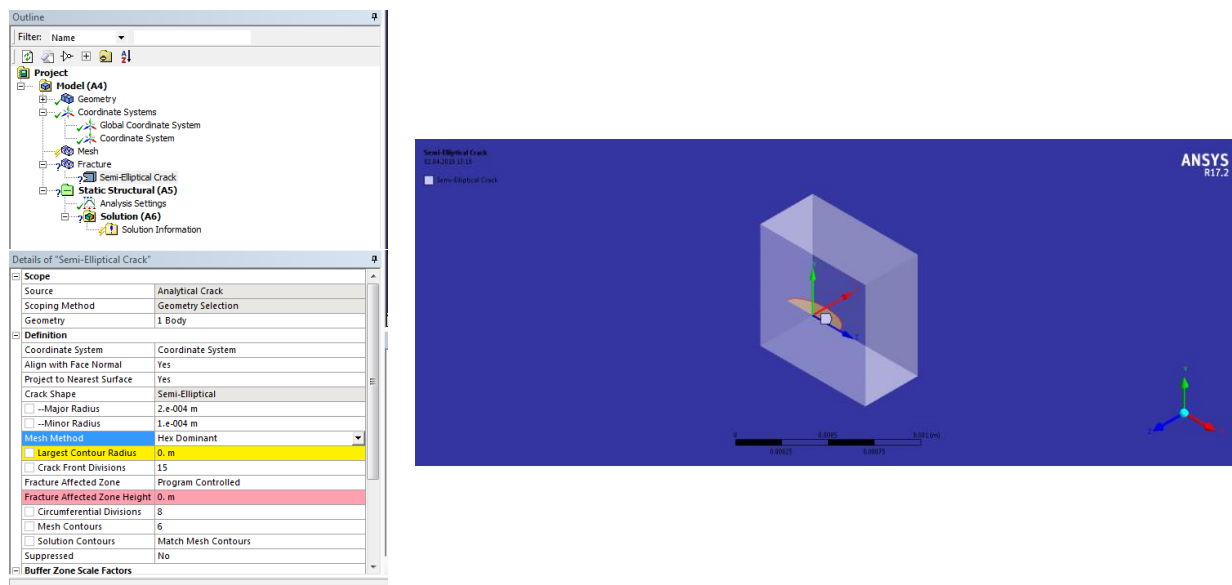 Outline
Filter: Name
Project
Model (A4)
Geometry
Coordinate Systems
Global Coordinate System
Coordinate System
Mesh
Fracture
Semi-Elliptical Crack
Static Structural (A5)
Analysis Settings
Solution (A6)
Solution Information
Details of "Semi-Elliptical Crack"
Scope
Source Analytical Crack
Scoping Method Geometry Selection
Geometry 1 Body
Definition
Coordinate System Coordinate System
Align with Face Normal Yes
Project to Nearest Surface Yes
Crack Shape Semi-Elliptical
--Major Radius 2.e-004 m
--Minor Radius 1.e-004 m
Mesh Method Hex Dominant
Largest Contour Radius 0. m
Crack Front Divisions 15
Fracture Affected Zone Program Controlled
Fracture Affected Zone Height 0. m
Circumferential Divisions 8
Mesh Contours 6
Solution Contours Match Mesh Contours
Suppressed No
Buffer Zone Scale Factors
Semi-Elliptical Crack
Semi-Elliptical Crack
ANSYS
R17.2
0 0.0005 0.001 (m)
0.00025 0.00075